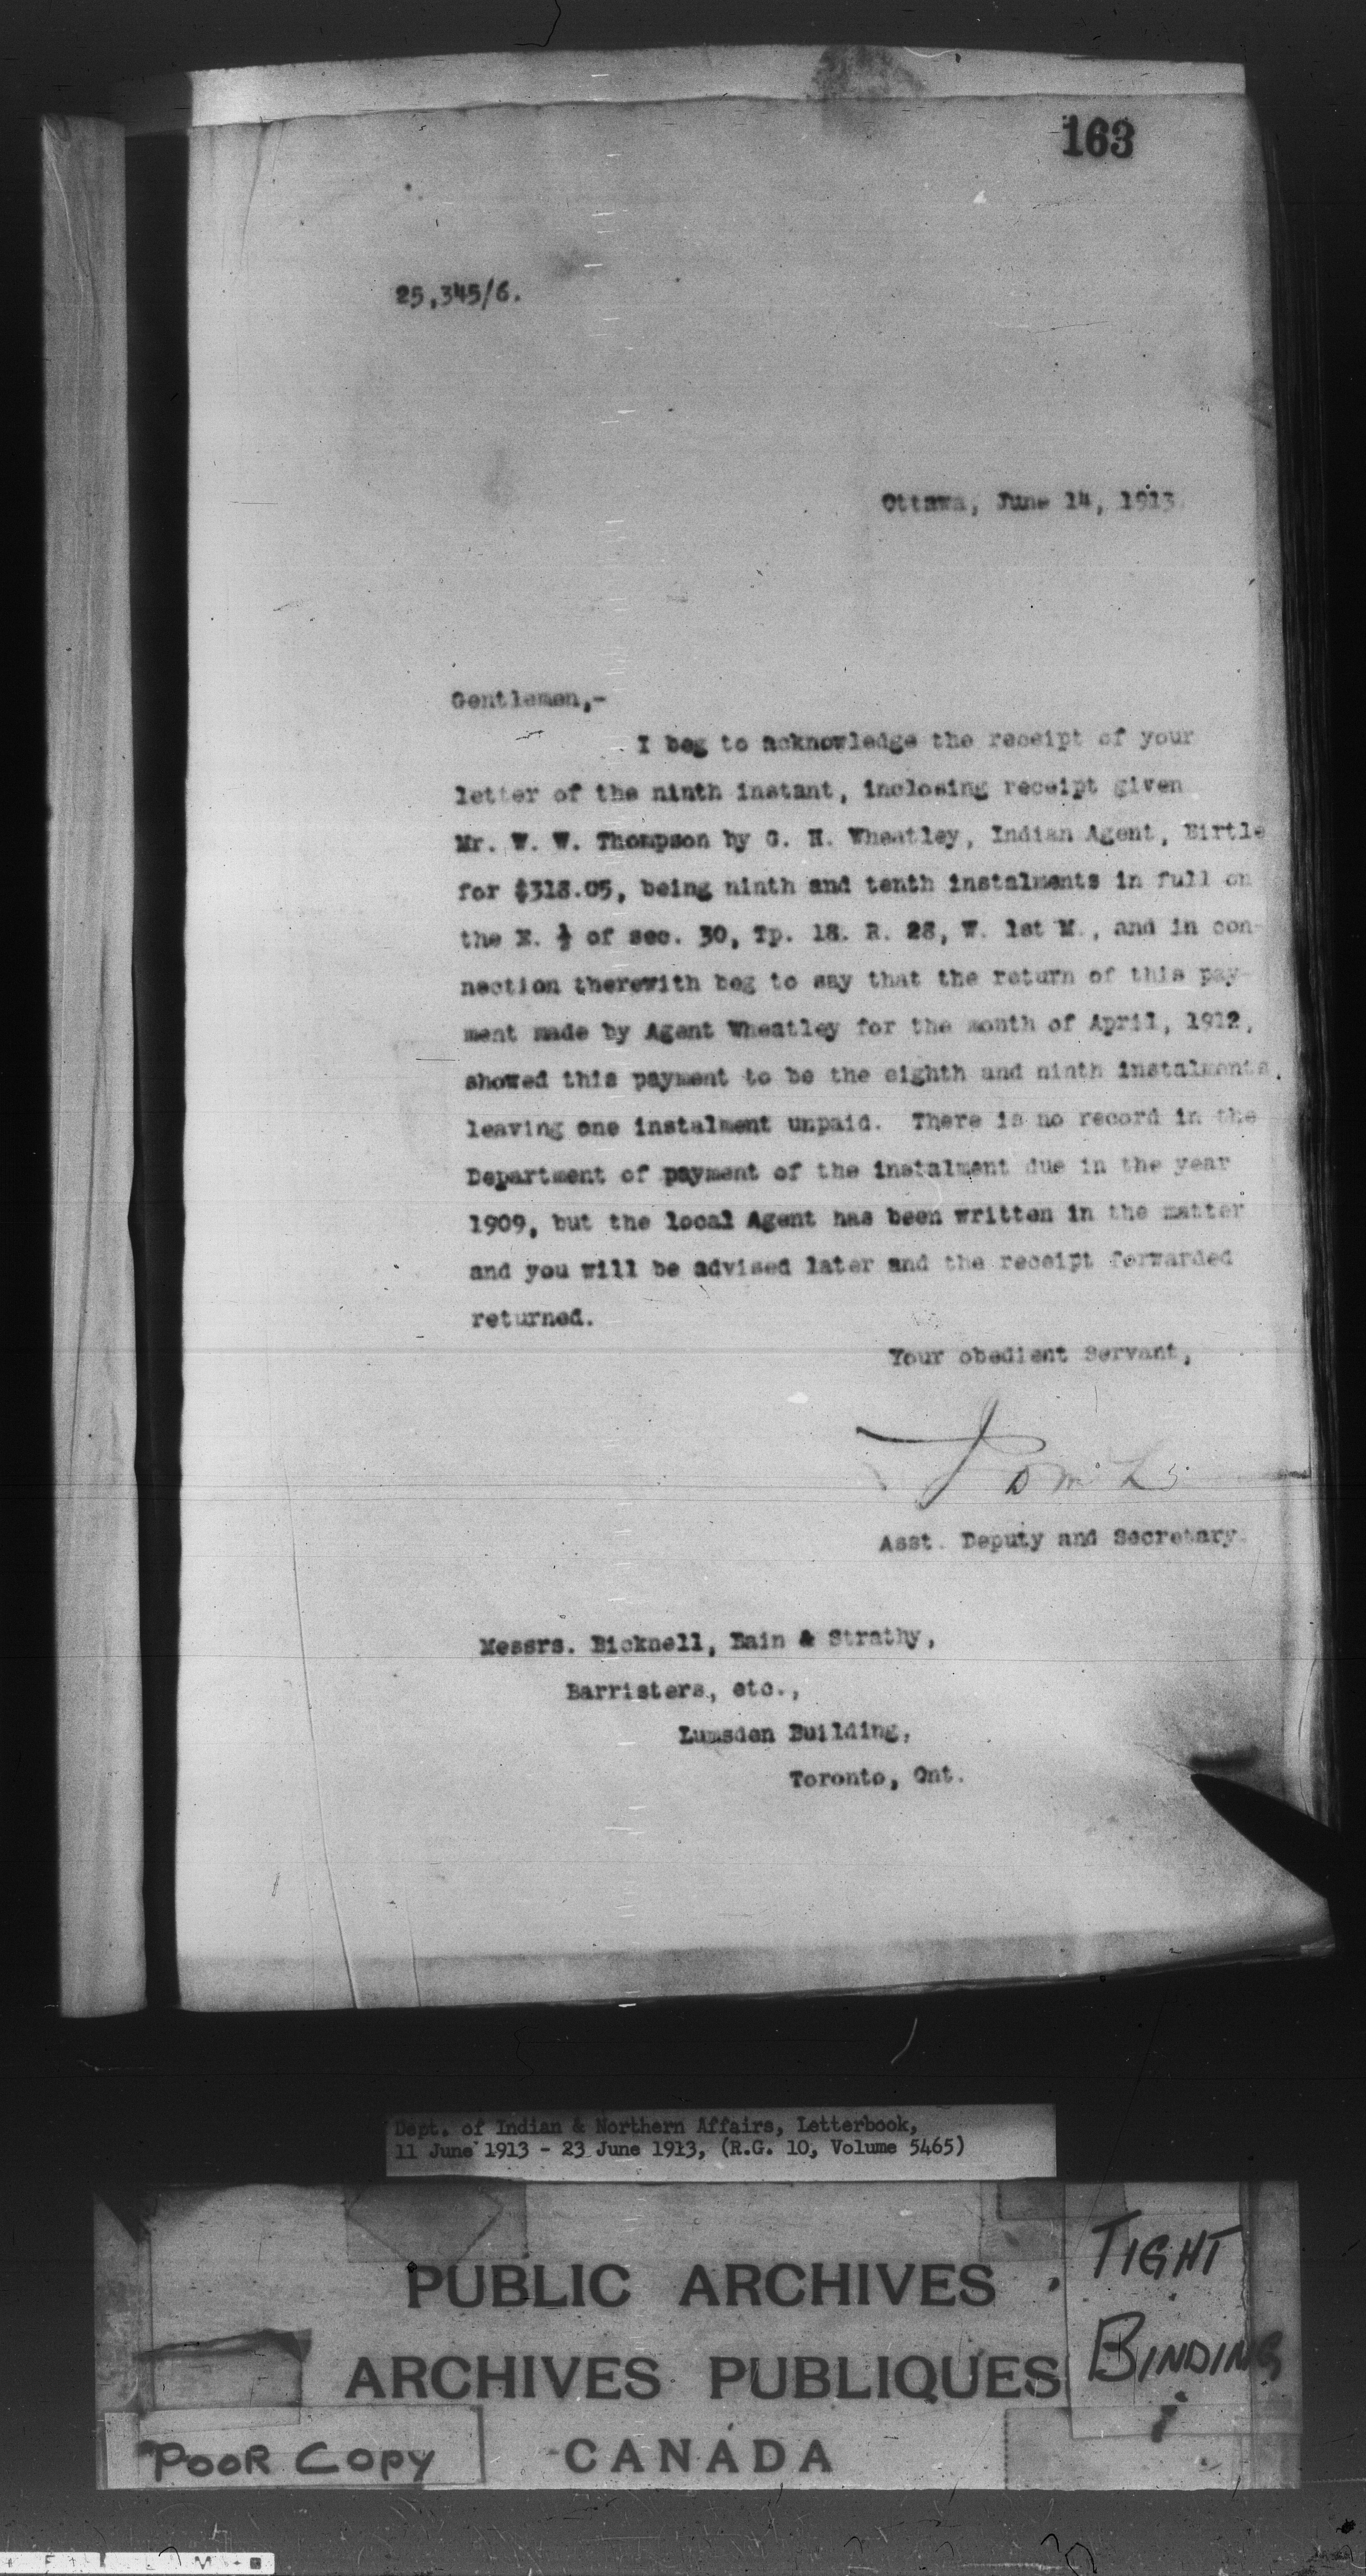 163
25,345/6.
Ottawa, June 14, 1913.
Gentlemen,-
I beg to acknowledge the receipt of your
letter of the ninth instant, inclosing receipt given
Mr. W. W. Thompson by G. H. Wheatley, Indian Agent, Birtle
for $318.05, being ninth and tenth instalments in full on
the E. ½ of sec. 30, Tp. 18. R. 28, W. 1st M., and in con-
nection therewith beg to say that the return of this pay-
ment made by Agent Wheatley for the month of April, 1912,
showed this payment to be the eighth and ninth instalments,
leaving one instalment unpaid. There is no record in the
Department of payment of the instalment due in the year
1909, but the local Agent has been written in the matter
and you will be advised later and the receipt forwarded
returned.
Your obedient Servant,
Asst. Deputy and Secretary.
Messrs. Bicknell, Bain & Strathy,
Barristers, etc.,
Lumsden Building,
Toronto, Ont.
Dept. of Indian & Northern Affairs, Letterbook,
11 June 1913 - 23 June 1913, (R.G. 10, Volume 5465)
PUBLIC ARCHIVES
ARCHIVES PUBLIQUES
CANADA
TIGHT
BINDING
POOR COPY